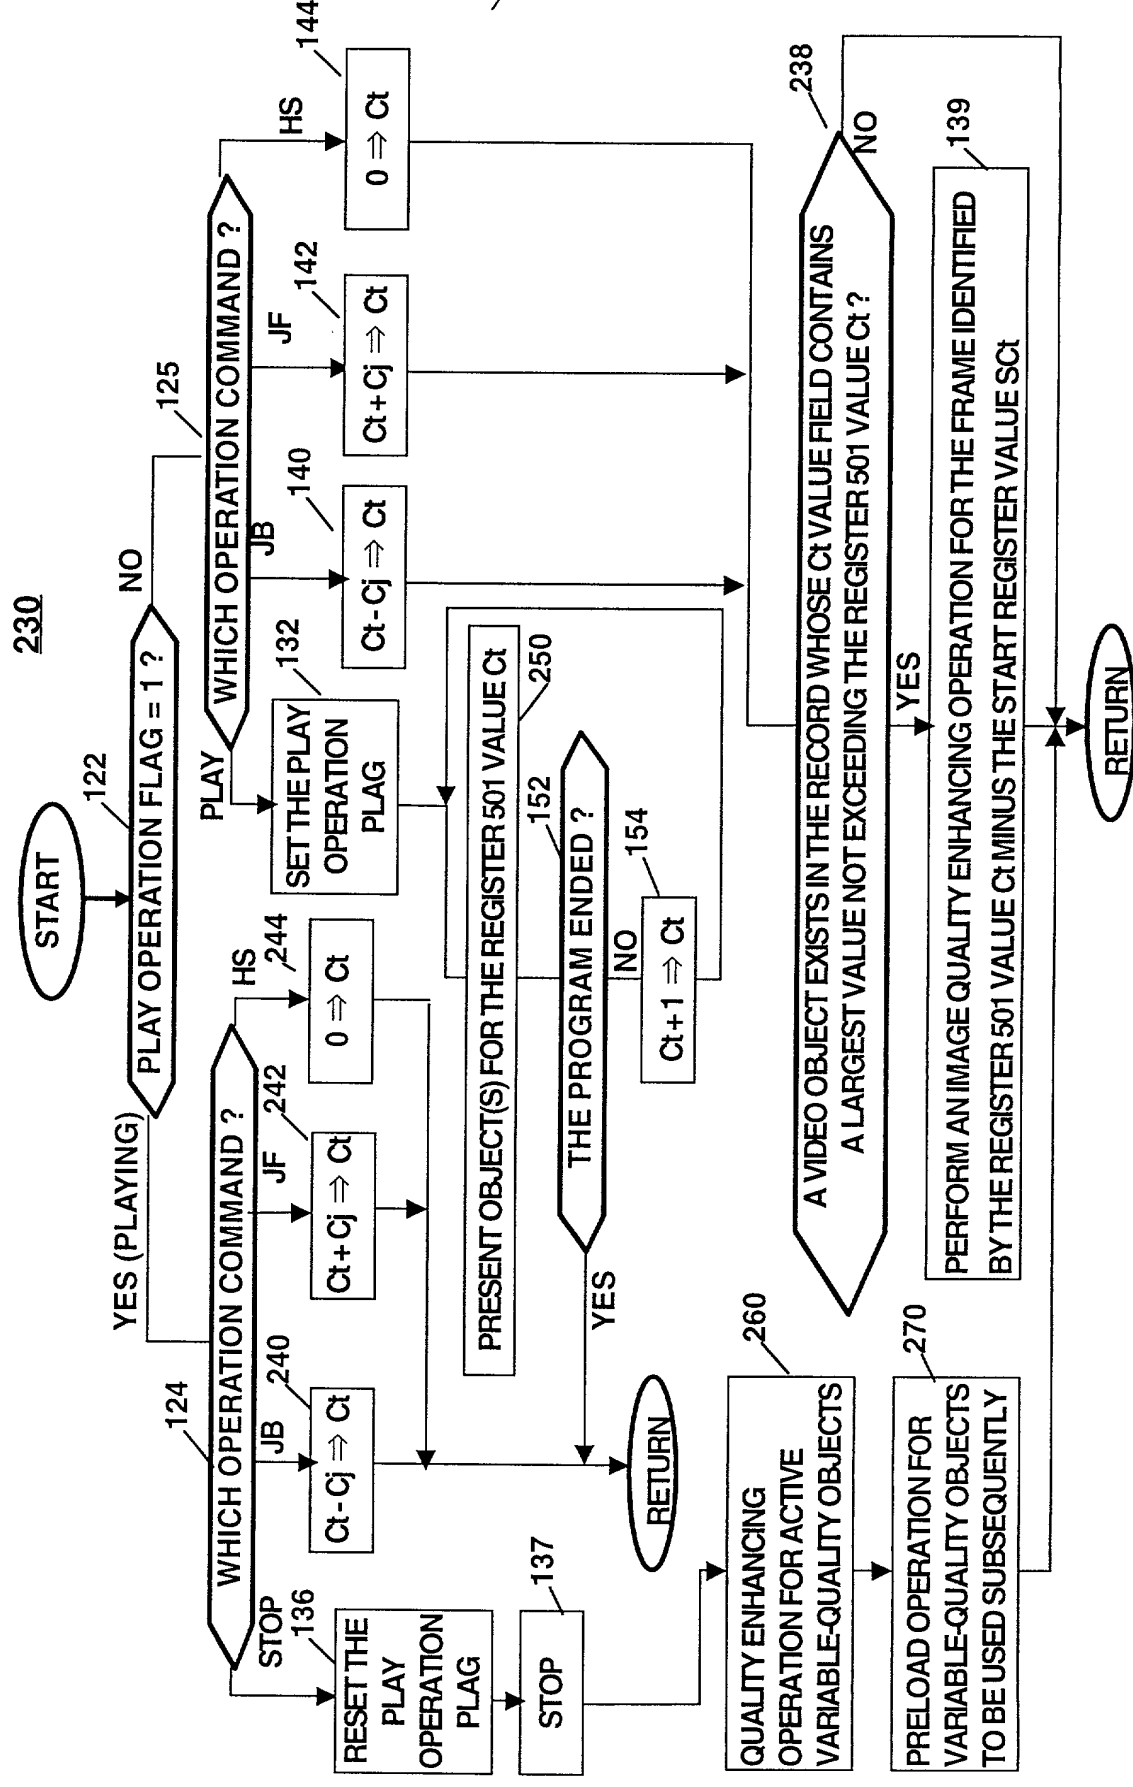 230
START
122
PLAY OPERATION FLAG = 1 ?
YES (PLAYING)
NO
124
WHICH OPERATION COMMAND ?
125
WHICH OPERATION COMMAND ?
STOP
JB
JF
HS
PLAY
JB
JF
HS
136
RESET THE
PLAY
OPERATION
PLAG
240
Ct - Cj ⇒ Ct
242
Ct + Cj ⇒ Ct
244
0 ⇒ Ct
132
SET THE PLAY
OPERATION
PLAG
140
Ct - Cj ⇒ Ct
142
Ct + Cj ⇒ Ct
144
0 ⇒ Ct
137
STOP
PRESENT OBJECT(S) FOR THE REGISTER 501 VALUE Ct
250
152
THE PROGRAM ENDED ?
YES
NO
154
Ct + 1 ⇒ Ct
RETURN
260
QUALITY ENHANCING
OPERATION FOR ACTIVE
VARIABLE-QUALITY OBJECTS
270
PRELOAD OPERATION FOR
VARIABLE-QUALITY OBJECTS
TO BE USED SUBSEQUENTLY
238
A VIDEO OBJECT EXISTS IN THE RECORD WHOSE Ct VALUE FIELD CONTAINS
A LARGEST VALUE NOT EXCEEDING THE REGISTER 501 VALUE Ct ?
YES
NO
139
PERFORM AN IMAGE QUALITY ENHANCING OPERATION FOR THE FRAME IDENTIFIED
BY THE REGISTER 501 VALUE Ct MINUS THE START REGISTER VALUE SCt
RETURN